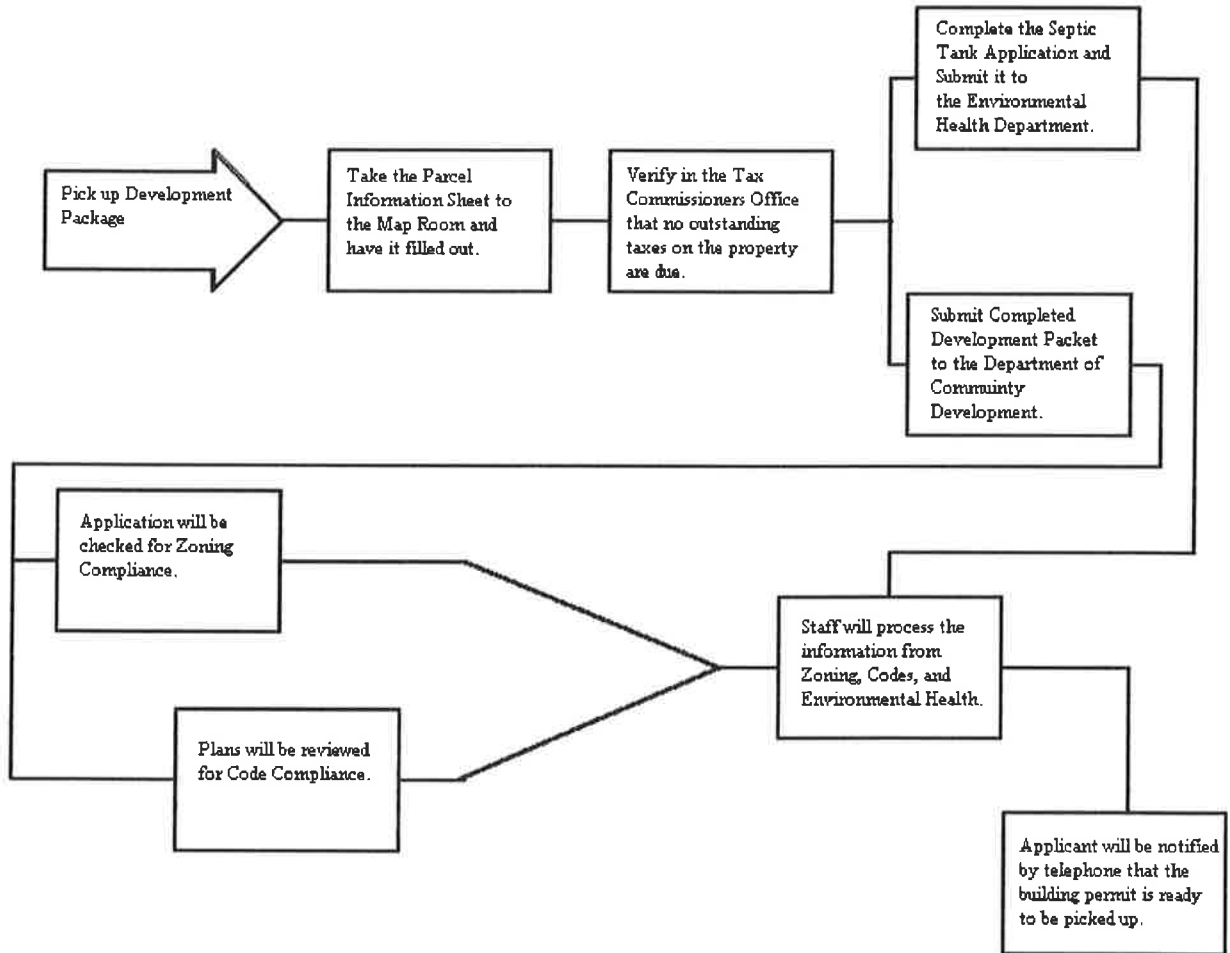 Pick up Development
Package
Take the Parcel
Information Sheet to
the Map Room and
have it filled out.
Verify in the Tax
Commissioners Office
that no outstanding
taxes on the property
are due.
Complete the Septic
Tank Application and
Submit it to
the Environmental
Health Department.
Submit Completed
Development Packet
to the Department of
Commuinty
Development.
Application will be
checked for Zoning
Compliance.
Plans will be reviewed
for Code Compliance.
Staff will process the
information from
Zoning, Codes, and
Environmental Health.
Applicant will be notified
by telephone that the
building permit is ready
to be picked up.